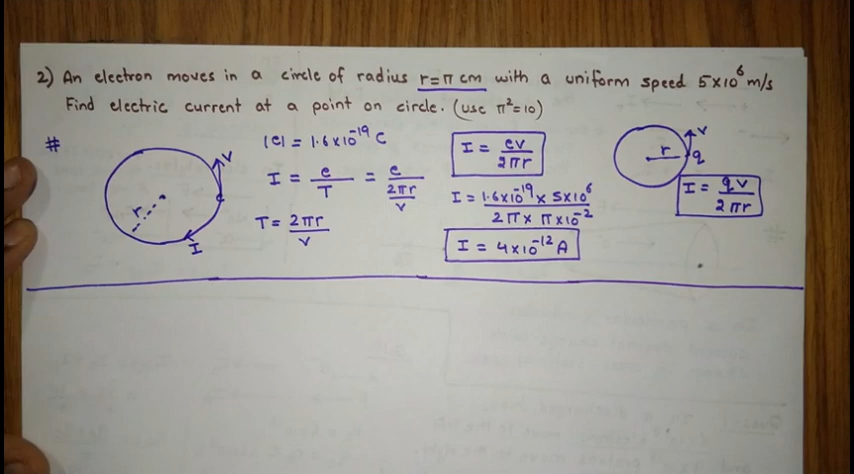 2) An electron moves in a circle of radius r=π cm with a uniform speed 5×10⁶ m/s
Find electric current at a point on circle. (use π²=10)
#
r
v
I
|e| = 1.6×10⁻¹⁹ C
I = e/T = e/(2πr/v)
T = 2πr/v
I = ev/2πr
I = 1.6×10⁻¹⁹ × 5×10⁶ / 2π × π×10⁻²
I = 4×10⁻¹² A
r
v
q
I = qv/2πr